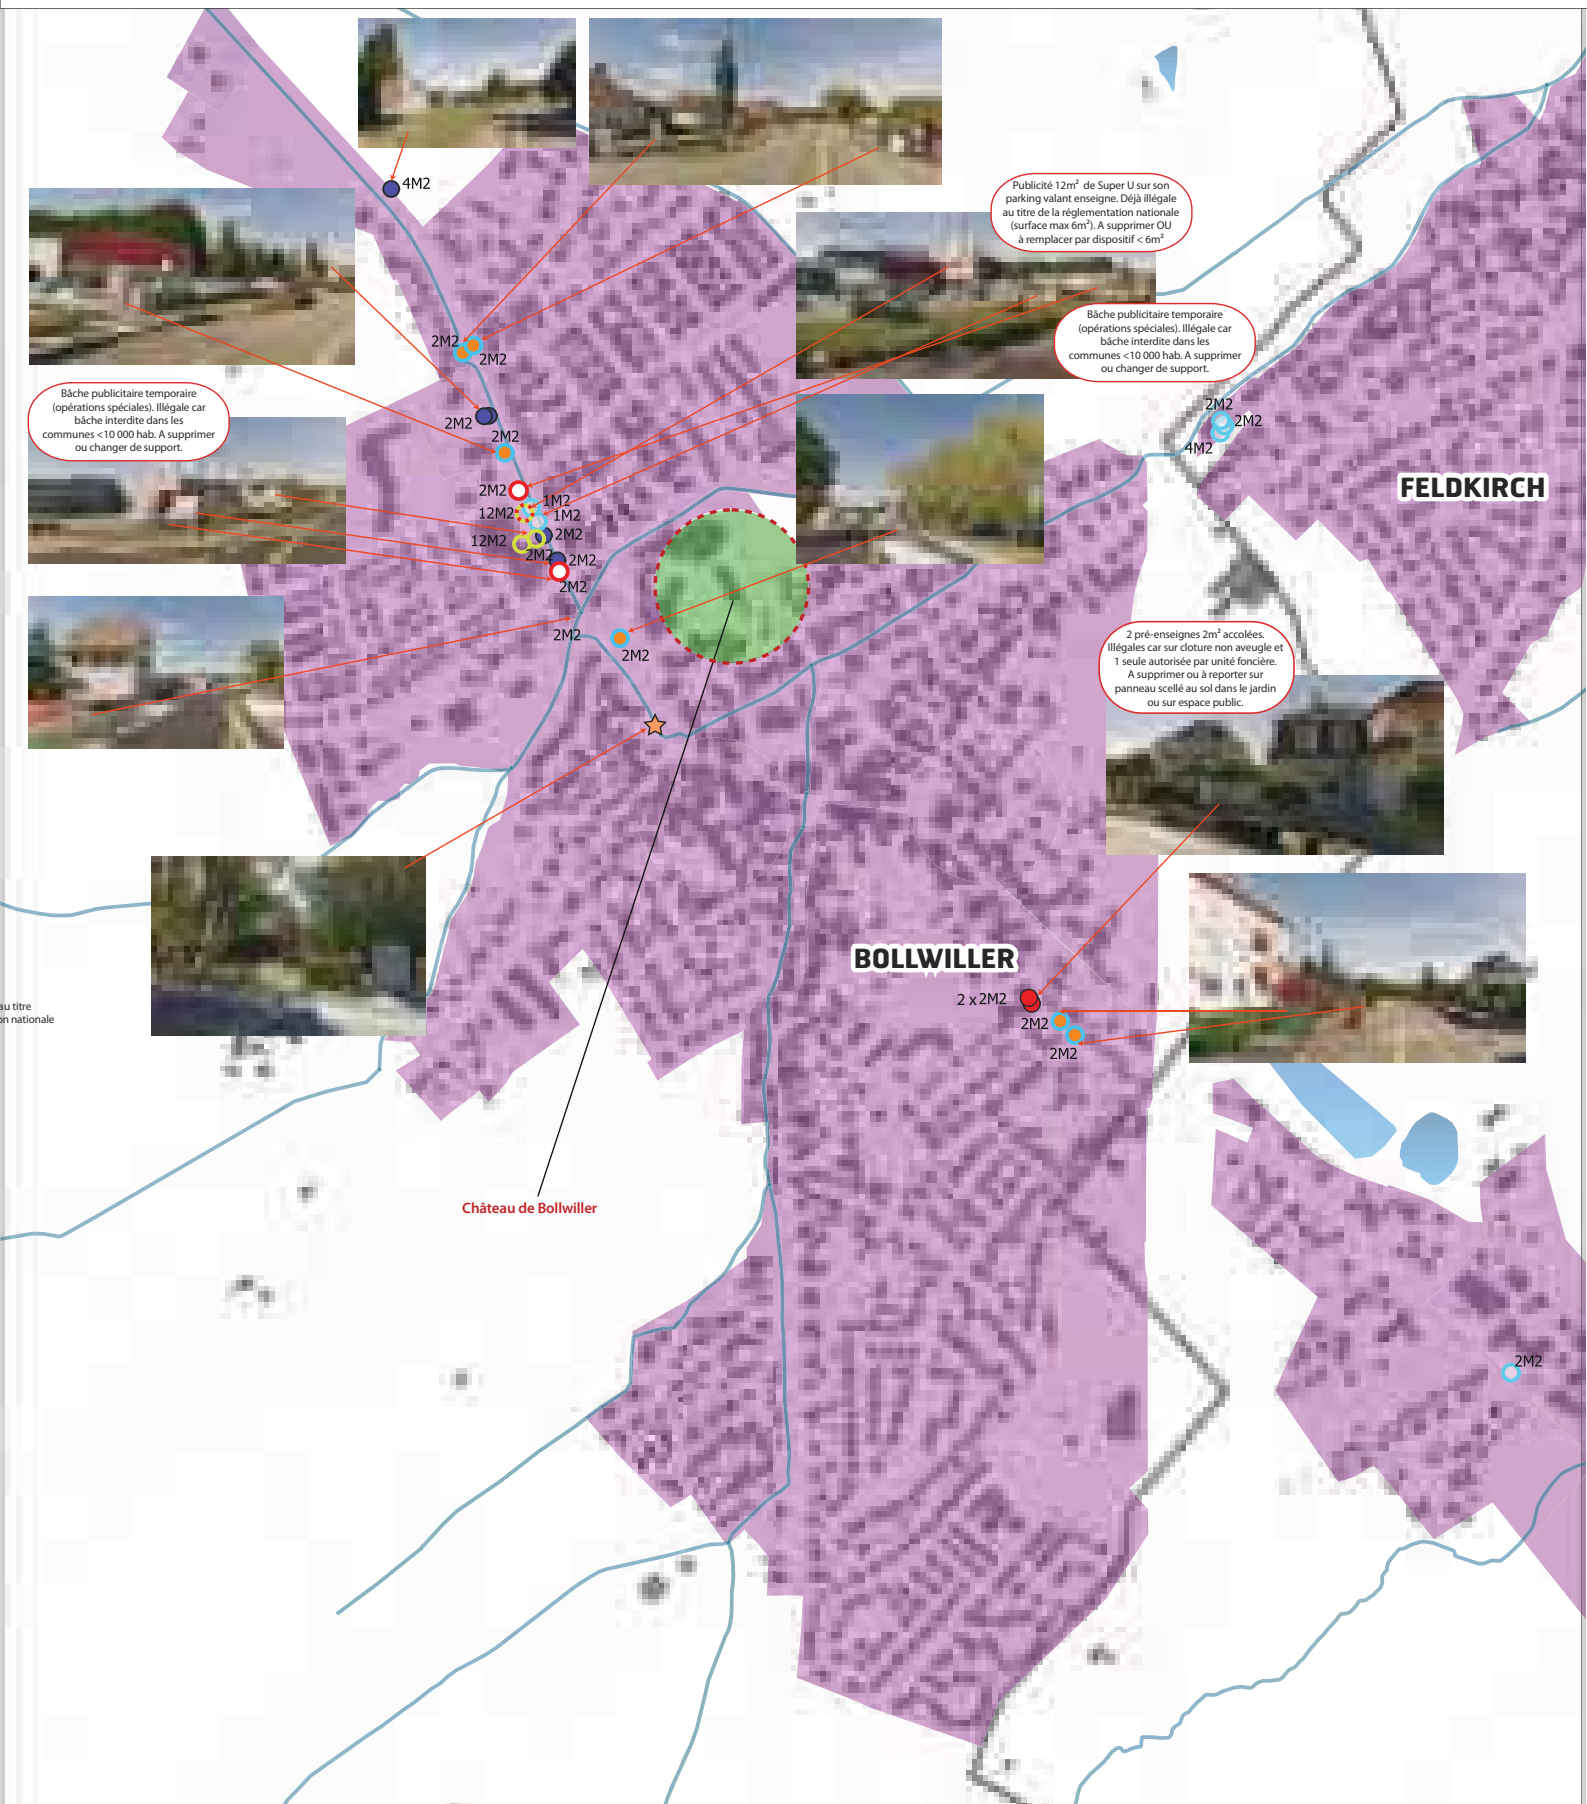 4M2
Publicité 12m² de Super U sur son
parking valant enseigne. Déjà illégale
au titre de la réglementation nationale
(surface max 6m²). A supprimer OU
à remplacer par dispositif < 6m²
Bâche publicitaire temporaire
(opérations spéciales). Illégale car
bâche interdite dans les
communes <10 000 hab. A supprimer
ou changer de support.
2M2
2M2
Bâche publicitaire temporaire
(opérations spéciales). Illégale car
bâche interdite dans les
communes <10 000 hab. A supprimer
ou changer de support.
2M2
2M2
2M2
2M2
4M2
FELDKIRCH
2M2
1M2
12M2
1M2
2M2
12M2
2M2
2M2
2M2
2M2
2M2
2 pré-enseignes 2m² accolées.
Illégales car sur cloture non aveugle et
1 seule autorisée par unité foncière.
A supprimer ou à reporter sur
panneau scellé au sol dans le jardin
ou sur espace public.
BOLLWILLER
2 x 2M2
2M2
2M2
au titre
on nationale
Château de Bollwiller
2M2